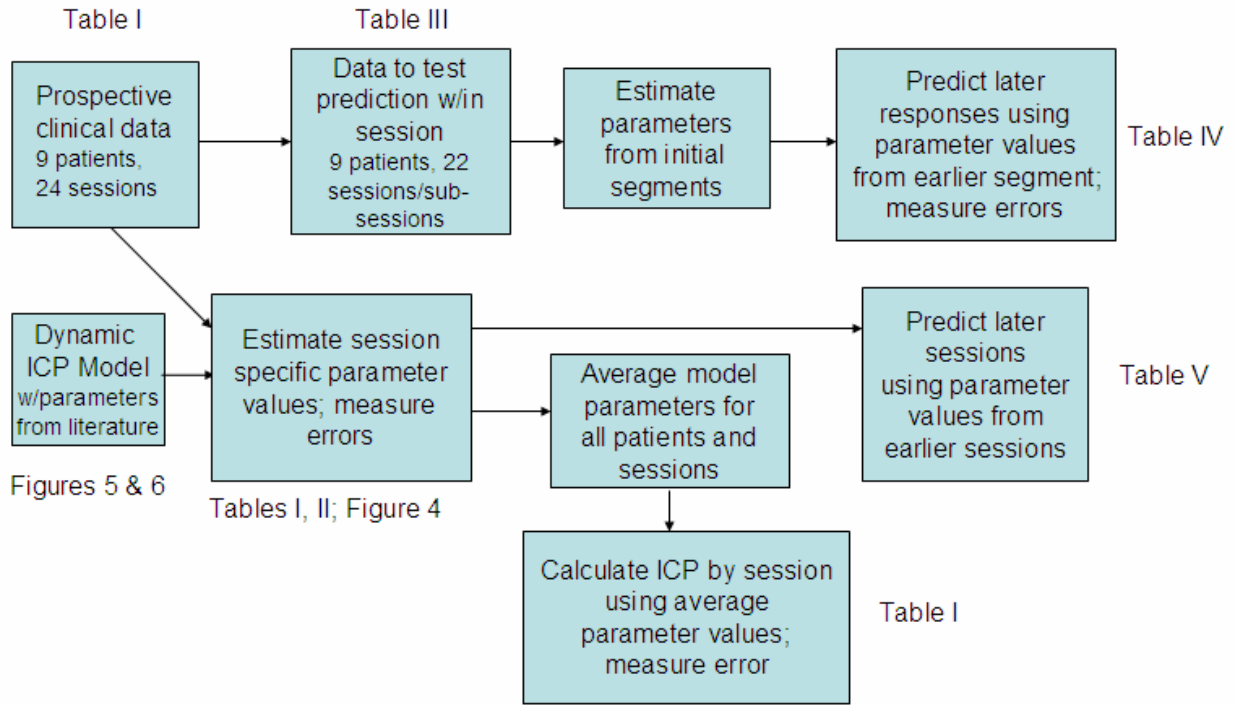 Table I
Table III
Prospective
clinical data
9 patients,
24 sessions
Data to test
prediction w/in
session
9 patients, 22
sessions/sub-
sessions
Estimate
parameters
from initial
segments
Predict later
responses using
parameter values
from earlier segment;
measure errors
Table IV
Dynamic
ICP Model
w/parameters
from literature
Figures 5 & 6
Estimate session
specific parameter
values; measure
errors
Tables I, II; Figure 4
Average model
parameters for
all patients and
sessions
Predict later
sessions
using parameter
values from
earlier sessions
Table V
Calculate ICP by session
using average
parameter values;
measure error
Table I